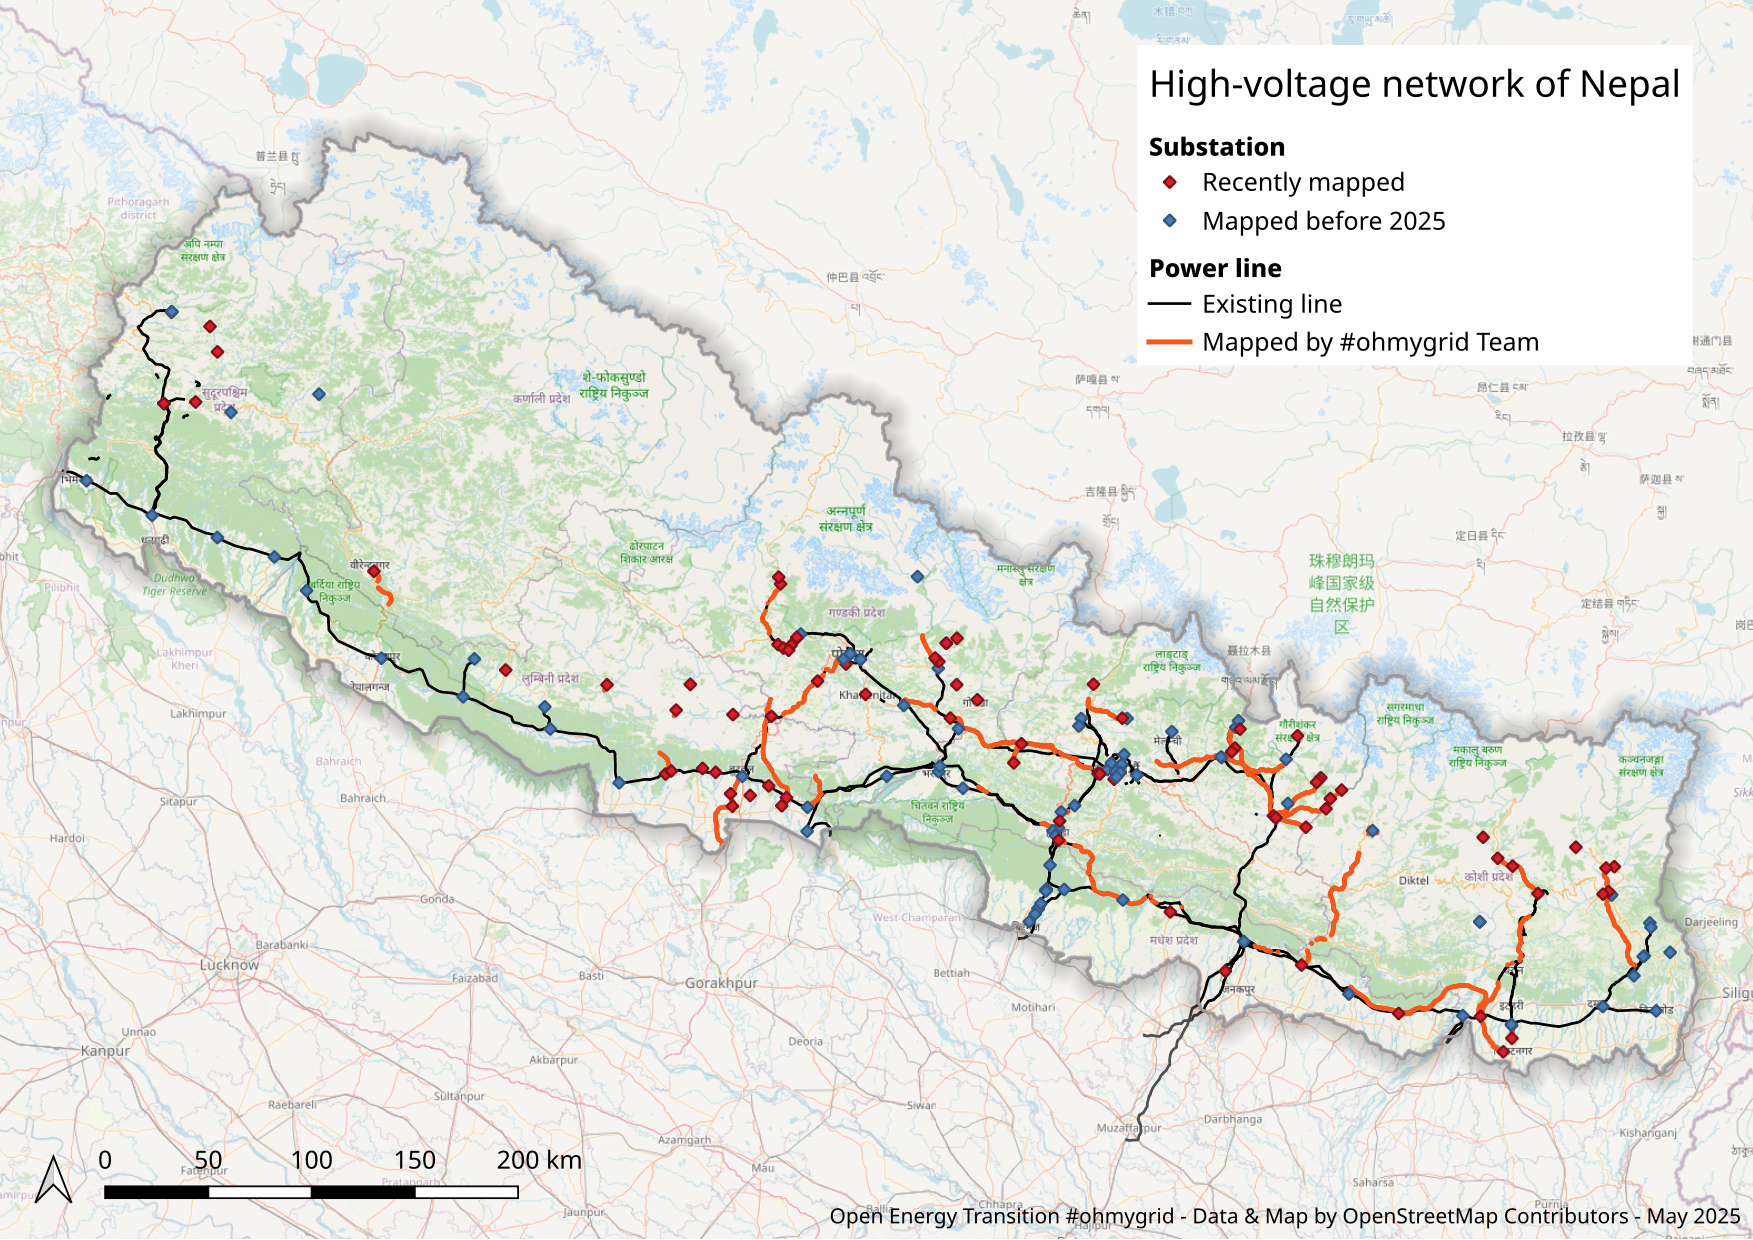 High-voltage network of Nepal
Substation
Recently mapped
Mapped before 2025
Power line
Existing line
Mapped by #ohmygrid Team
普兰县
Pithoragarh
district
अपि नम्पा
संरक्षण क्षेत्र
仲巴县
萨嘎县
昂仁县
谢通门县
拉孜县
萨迦县
吉隆县
定日县
定结县
聂拉木县
珠穆朗玛
峰国家级
自然保护
区
शे-फोकसुण्डो
राष्ट्रिय निकुञ्ज
कर्णाली प्रदेश
सुदूरपश्चिम
अन्नपूर्ण
संरक्षण क्षेत्र
ढोरपाटन
शिकार आरक्ष
मनास्लु संरक्षण
क्षेत्र
गण्डकी प्रदेश
लाङटाङ
राष्ट्रिय निकुञ्ज
धनगढी
Dudhwa
Tiger Reserve
Pilibhit
बर्दिया राष्ट्रिय
निकुञ्ज
Lakhimpur
Kheri
Lakhimpur
लुम्बिनी प्रदेश
गौरीशंकर
सगरमाथा
राष्ट्रिय निकुञ्ज
मकालु बरुण
राष्ट्रिय निकुञ्ज
कञ्चनजङ्घा
संरक्षण क्षेत्र
चितवन राष्ट्रिय
निकुञ्ज
Bahraich
Bahraich
Sitapur
Hardoi
Gonda
Diktel
कोशी प्रदेश
मधेश प्रदेश
जनकपुर
Darjeeling
West Champaran
Barabanki
Lucknow
Faizabad
Basti
Gorakhpur
Bettiah
Motihari
Unnao
Kanpur
Akbarpur
Deoria
Sultanpur
Raebareli
Siwan
Muzaffarpur
Darbhanga
Kishanganj
Azamgarh
Mau
Fatehpur
Pratapgarh
Jaunpur
Ballia
Chhapra
Hajipur
Saharsa
Purnia
0 50 100 150 200 km
Open Energy Transition #ohmygrid - Data & Map by OpenStreetMap Contributors - May 2025